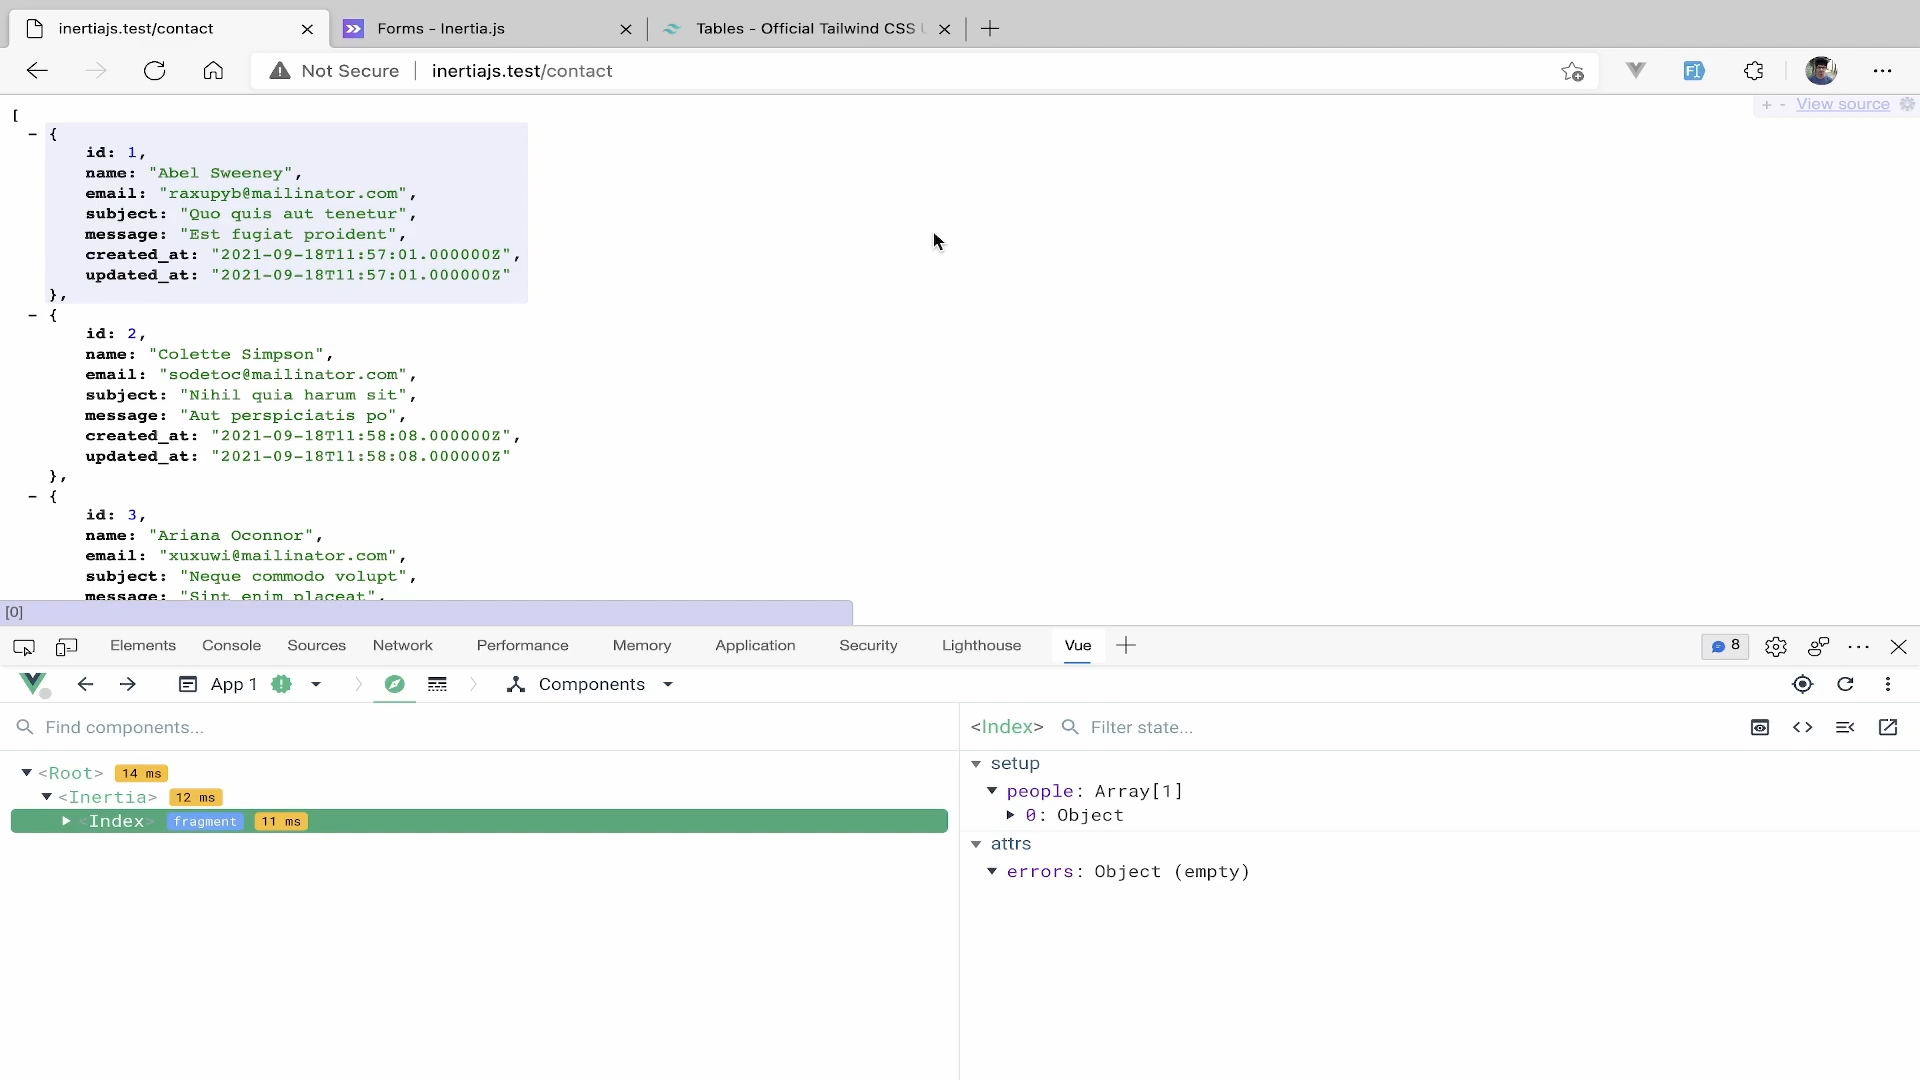 inertiajs.test/contact
Forms - Inertia.js
Tables - Official Tailwind CSS
Not Secure
inertiajs.test/contact
+ - View source
[
- {
id: 1,
name: "Abel Sweeney",
email: "raxupyb@mailinator.com",
subject: "Quo quis aut tenetur",
message: "Est fugiat proident",
created_at: "2021-09-18T11:57:01.000000Z",
updated_at: "2021-09-18T11:57:01.000000Z"
},
- {
id: 2,
name: "Colette Simpson",
email: "sodetoc@mailinator.com",
subject: "Nihil quia harum sit",
message: "Aut perspiciatis po",
created_at: "2021-09-18T11:58:08.000000Z",
updated_at: "2021-09-18T11:58:08.000000Z"
},
- {
id: 3,
name: "Ariana Oconnor",
email: "xuxuwi@mailinator.com",
subject: "Neque commodo volupt",
message: "Sint enim placeat",
[0]
Elements Console Sources Network Performance Memory Application Security Lighthouse Vue 8
App 1 Components
Find components...
<Root> 14 ms
<Inertia> 12 ms
<Index> fragment 11 ms
<Index> Filter state...
setup
people: Array[1]
0: Object
attrs
errors: Object (empty)